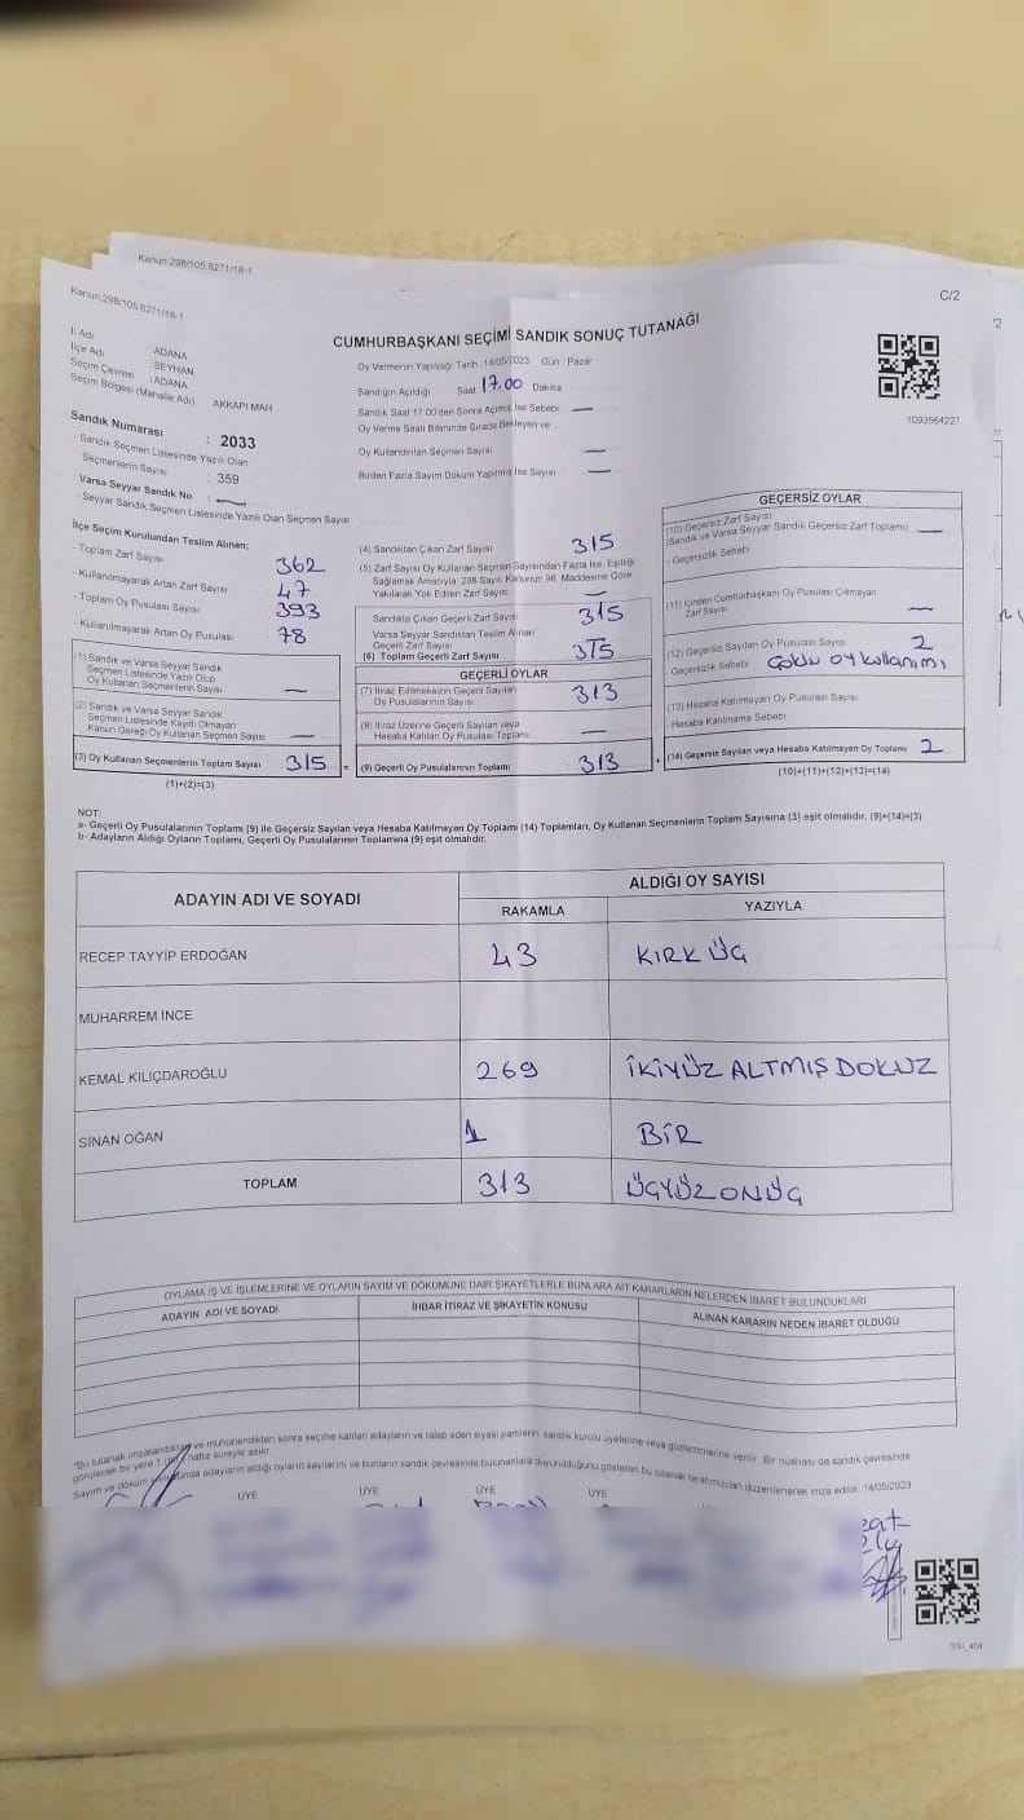 Kanun:298/105,6271/18-1
Kanun:298/105,6271/18-1
C/2
CUMHURBAŞKANI SEÇİMİ SANDIK SONUÇ TUTANAĞI
İl Adı : ADANA
İlçe Adı : SEYHAN
Seçim Çevresi : ADANA
Seçim Bölgesi (Mahalle Adı) AKKAPI MAH
Sandık Numarası : 2033
Sandık Seçmen Listesinde Yazılı Olan
Seçmenlerin Sayısı : 359
Varsa Seyyar Sandık No : —
Seyyar Sandık Seçmen Listesinde Yazılı Olan Seçmen Sayısı
Oy Vermenin Yapıldığı Tarih 14/05/2023 Gün Pazar
Sandığın Açıldığı Saat 17.00 Dakika
Sandık Saat 17.00'den Sonra Açılmış İse Sebebi —
Oy Verme Saati Bitiminde Sırada Bekleyen ve
Oy Kullandırılan Seçmen Sayısı —
Birden Fazla Sayım Döküm Yapılmış İse Sayısı —
1093564227
İlçe Seçim Kurulundan Teslim Alınan:
- Toplam Zarf Sayısı 362
- Kullanılmayarak Artan Zarf Sayısı 47
- Toplam Oy Pusulası Sayısı 393
- Kullanılmayarak Artan Oy Pusulası 78
(1) Sandık ve Varsa Seyyar Sandık
Seçmen Listesinde Yazılı Olup
Oy Kullanan Seçmenlerin Sayısı —
(2) Sandık ve Varsa Seyyar Sandık
Seçmen Listesinde Kayıtlı Olmayan
Kanun Gereği Oy Kullanan Seçmen Sayısı —
(3) Oy Kullanan Seçmenlerin Toplam Sayısı 315 =
(1)+(2)=(3)
(4) Sandıktan Çıkan Zarf Sayısı 315
(5) Zarf Sayısı Oy Kullanan Seçmen Sayısından Fazla İse, Eşitliği
Sağlamak Amacıyla 298 Sayılı Kanunun 98. Maddesine Göre
Yakılarak Yok Edilen Zarf Sayısı —
Sandıkta Çıkan Geçerli Zarf Sayısı 315
Varsa Seyyar Sandıktan Teslim Alınan
Geçerli Zarf Sayısı
(6) Toplam Geçerli Zarf Sayısı 315
GEÇERLİ OYLAR
(7) İtiraz Edilmeksizin Geçerli Sayılan
Oy Pusulalarının Sayısı 313
(8) İtiraz Üzerine Geçerli Sayılan veya
Hesaba Katılan Oy Pusulası Toplamı —
(9) Geçerli Oy Pusulalarının Toplamı 313 +
GEÇERSİZ OYLAR
(10) Geçersiz Zarf Sayısı
(Sandık ve Varsa Seyyar Sandık Geçersiz Zarf Toplamı) —
Geçersizlik Sebebi
(11) İçinden Cumhurbaşkanı Oy Pusulası Çıkmayan
Zarf Sayısı —
(12) Geçersiz Sayılan Oy Pusulası Sayısı 2
Geçersizlik Sebebi Çoklu oy kullanımı
(13) Hesaba Katılmayan Oy Pusulası Sayısı
Hesaba Katılmama Sebebi
(14) Geçersiz Sayılan veya Hesaba Katılmayan Oy Toplamı 2
(10)+(11)+(12)+(13)=(14)
NOT:
a- Geçerli Oy Pusulalarının Toplamı (9) ile Geçersiz Sayılan veya Hesaba Katılmayan Oy Toplamı (14) Toplamları, Oy Kullanan Seçmenlerin Toplam Sayısına (3) eşit olmalıdır. (9)+(14)=(3)
b- Adayların Aldığı Oyların Toplamı, Geçerli Oy Pusulalarının Toplamına (9) eşit olmalıdır.
ADAYIN ADI VE SOYADI ALDIĞI OY SAYISI
RAKAMLA YAZIYLA
RECEP TAYYİP ERDOĞAN 43 KIRK ÜÇ
MUHARREM İNCE
KEMAL KILIÇDAROĞLU 269 İKİYÜZ ALTMIŞ DOKUZ
SİNAN OĞAN 1 BİR
TOPLAM 313 ÜÇYÜZ ONÜÇ
OYLAMA İŞ VE İŞLEMLERİNE VE OYLARIN SAYIM VE DÖKÜMÜNE DAİR ŞİKAYETLERLE BUNLARA AİT KARARLARIN NELERDEN İBARET BULUNDUKLARI
ADAYIN ADI VE SOYADI İHBAR İTİRAZ VE ŞİKAYETİN KONUSU ALINAN KARARIN NEDEN İBARET OLDUĞU
"Bu tutanak imzalandıktan ve mühürlendikten sonra seçime katılan adayların ve talep eden siyasi partilerin sandık kurulu üyelerine veya gözlemcilerine verilir. Bir nüshası de sandık çevresinde
görülecek bir yere 1 gün süreyle asılır.
Sayım ve döküm sonunda adayların aldığı oyların sayılarını ve bunların sandık çevresinde bulunanlara duyurulduğunu gösteren bu tutanak tarafımızdan düzenlenerek imza edildi. 14/05/2023
ÜYE ÜYE ÜYE ÜYE